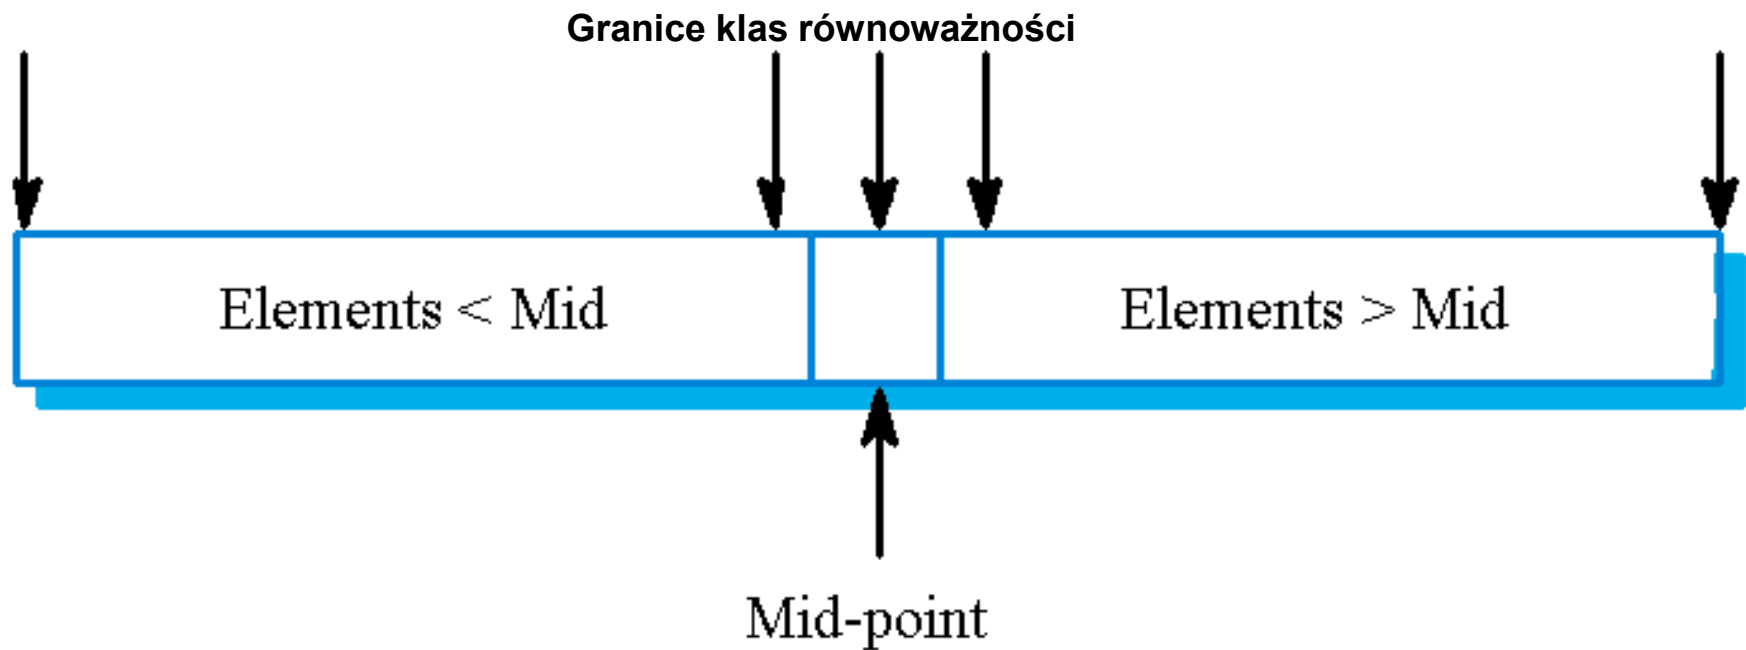 Granice klas równoważności
Elements < Mid
Elements > Mid
Mid-point